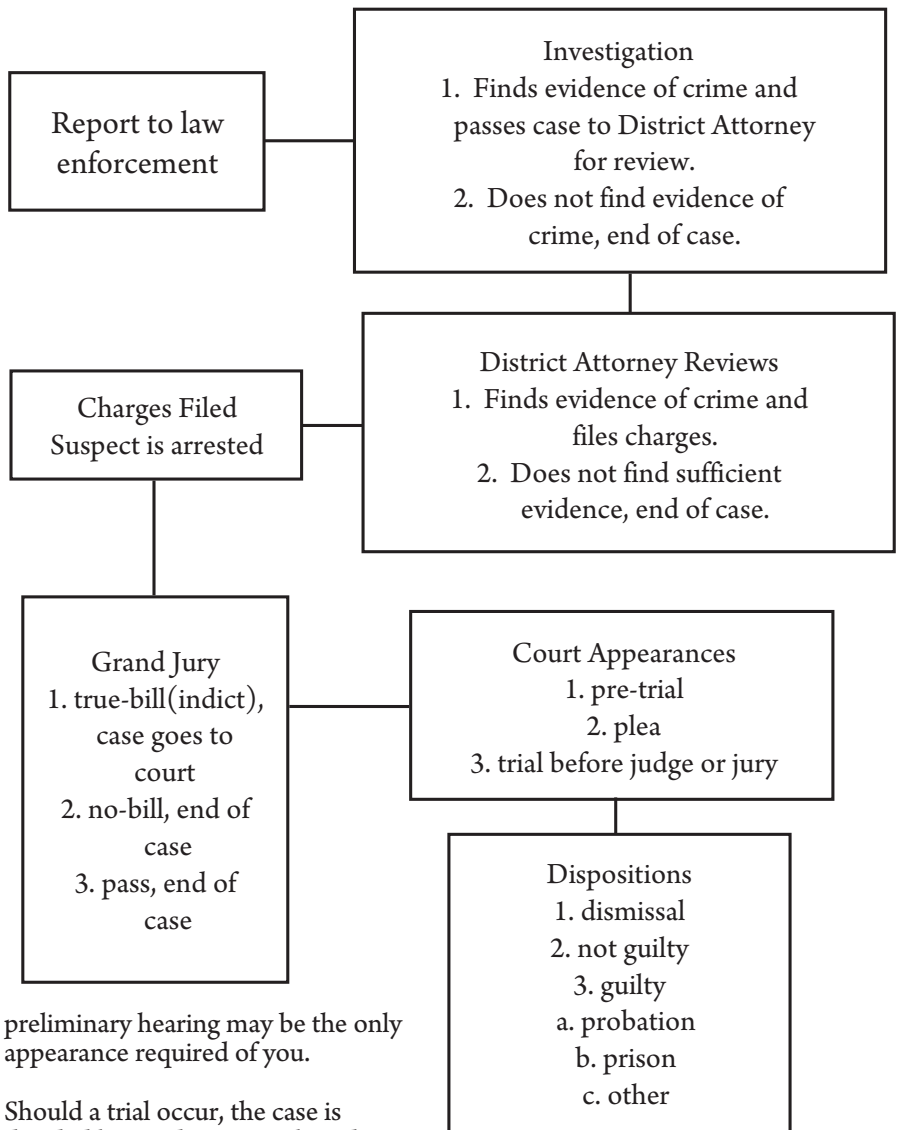 Report to law
enforcement
Investigation
1. Finds evidence of crime and
passes case to District Attorney
for review.
2. Does not find evidence of
crime, end of case.
District Attorney Reviews
1. Finds evidence of crime and
files charges.
2. Does not find sufficient
evidence, end of case.
Charges Filed
Suspect is arrested
Grand Jury
1. true-bill(indict),
case goes to
court
2. no-bill, end of
case
3. pass, end of
case
Court Appearances
1. pre-trial
2. plea
3. trial before judge or jury
Dispositions
1. dismissal
2. not guilty
3. guilty
a. probation
b. prison
c. other
preliminary hearing may be the only
appearance required of you.
Should a trial occur, the case is